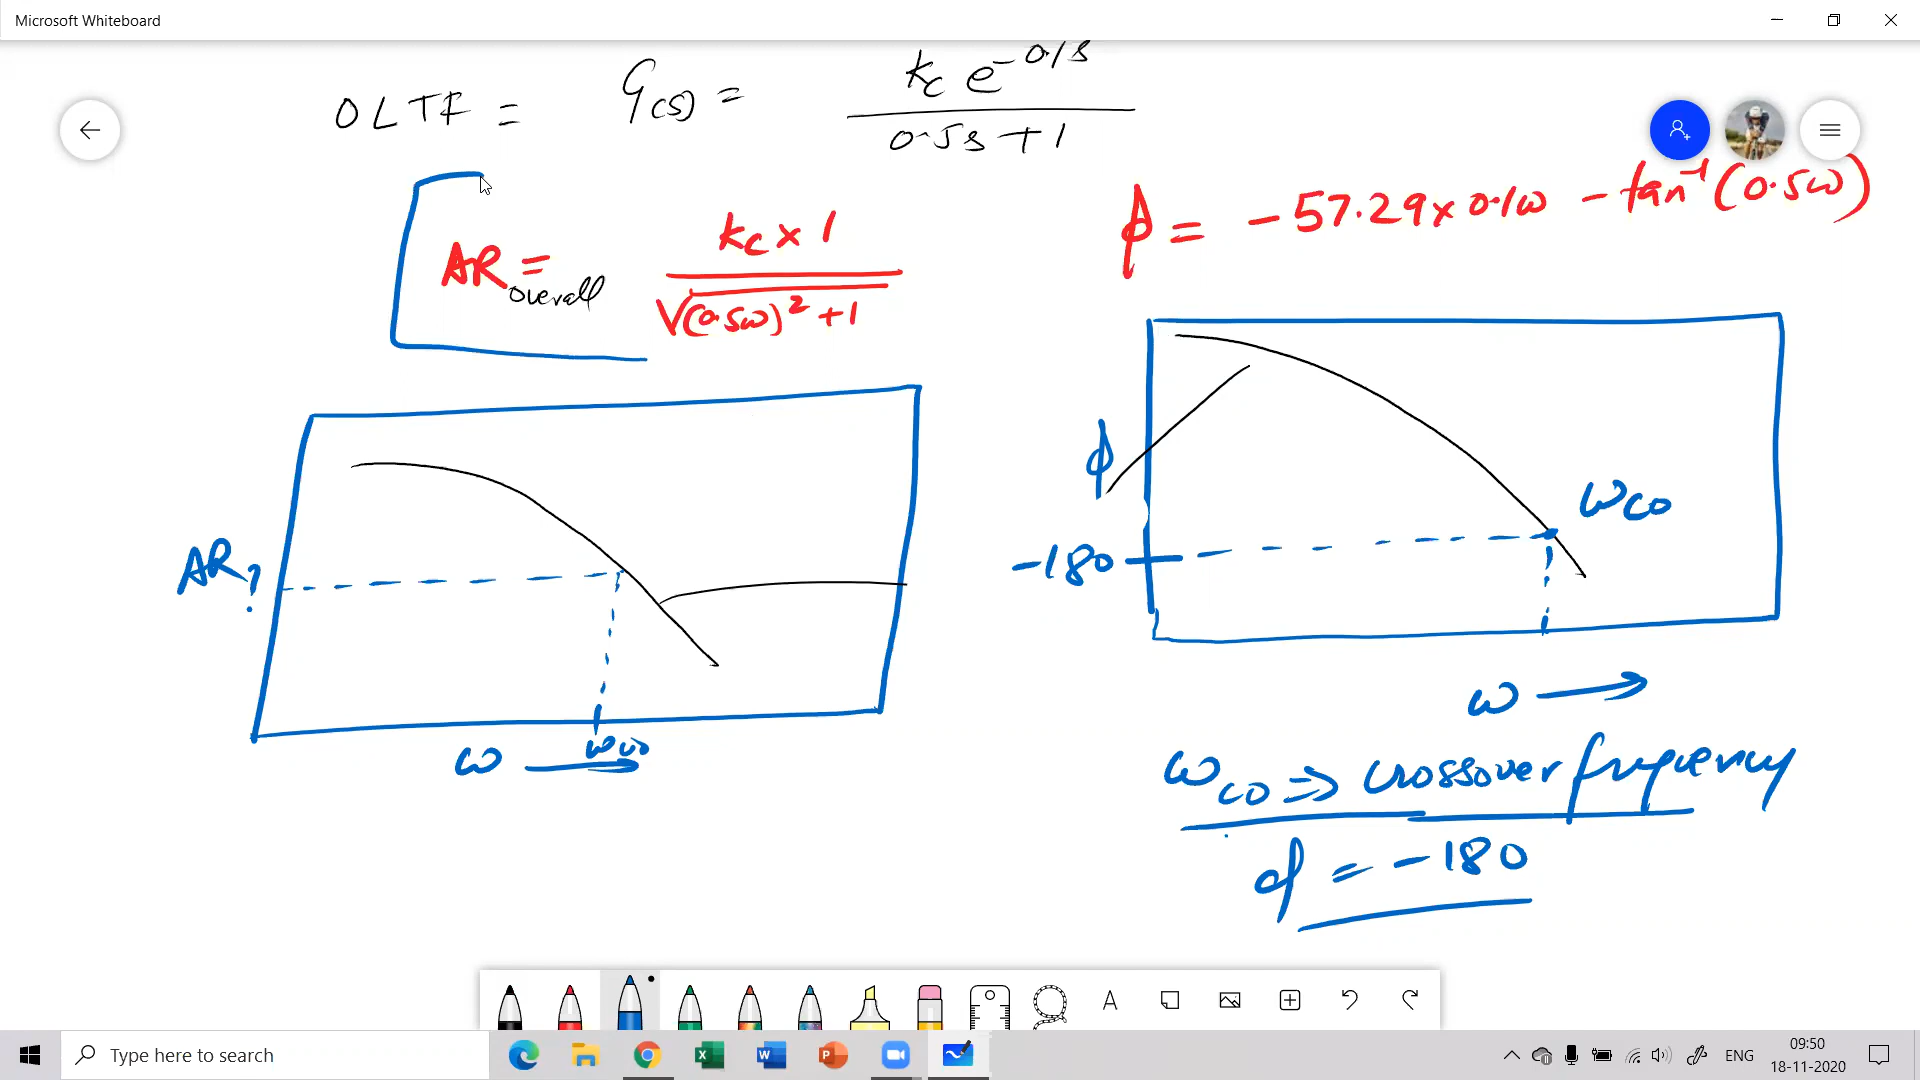 Microsoft Whiteboard
OLTF = G(s) = kc e^-0.1s / 0.5s+1
AR overall = kc x 1 / √(0.5ω)² +1
ϕ = -57.29 x 0.1ω - tan⁻¹(0.5ω)
AR?
ω → ωco
ϕ
-180
ωco
ω →
ωco ⇒ crossover frequency
ϕ = -180
A
Type here to search
ENG
09:50
18-11-2020